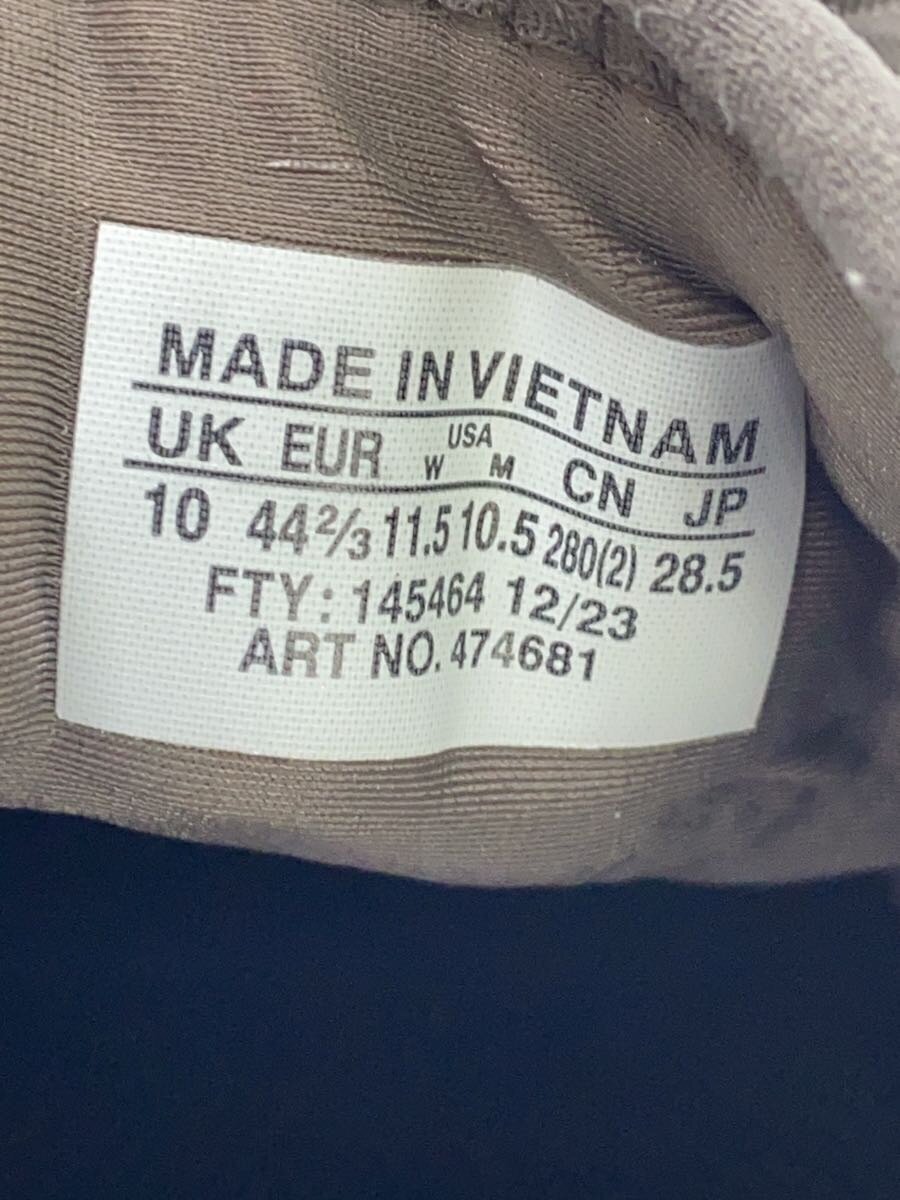 MADE IN VIETNAM
UK EUR USA W M CN JP
10 44⅔ 11.5 10.5 280(2) 28.5
FTY: 145464 12/23
ART NO. 474681